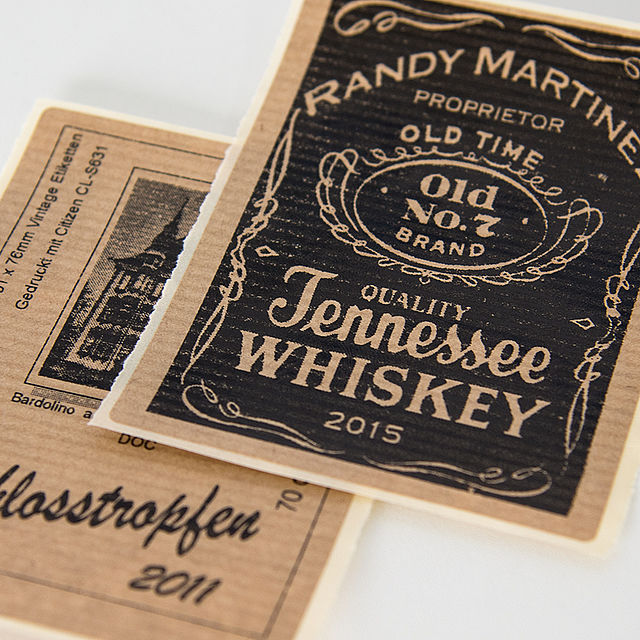 RANDY MARTINE
PROPRIETOR
OLD TIME
Old
No.7
BRAND
QUALITY
Tennessee
WHISKEY
2015
x 76mm Vintage Etiketten
Gedruckt mit Citizen CL-S631
Bardolino a
DOC
losstropfen
70
2011